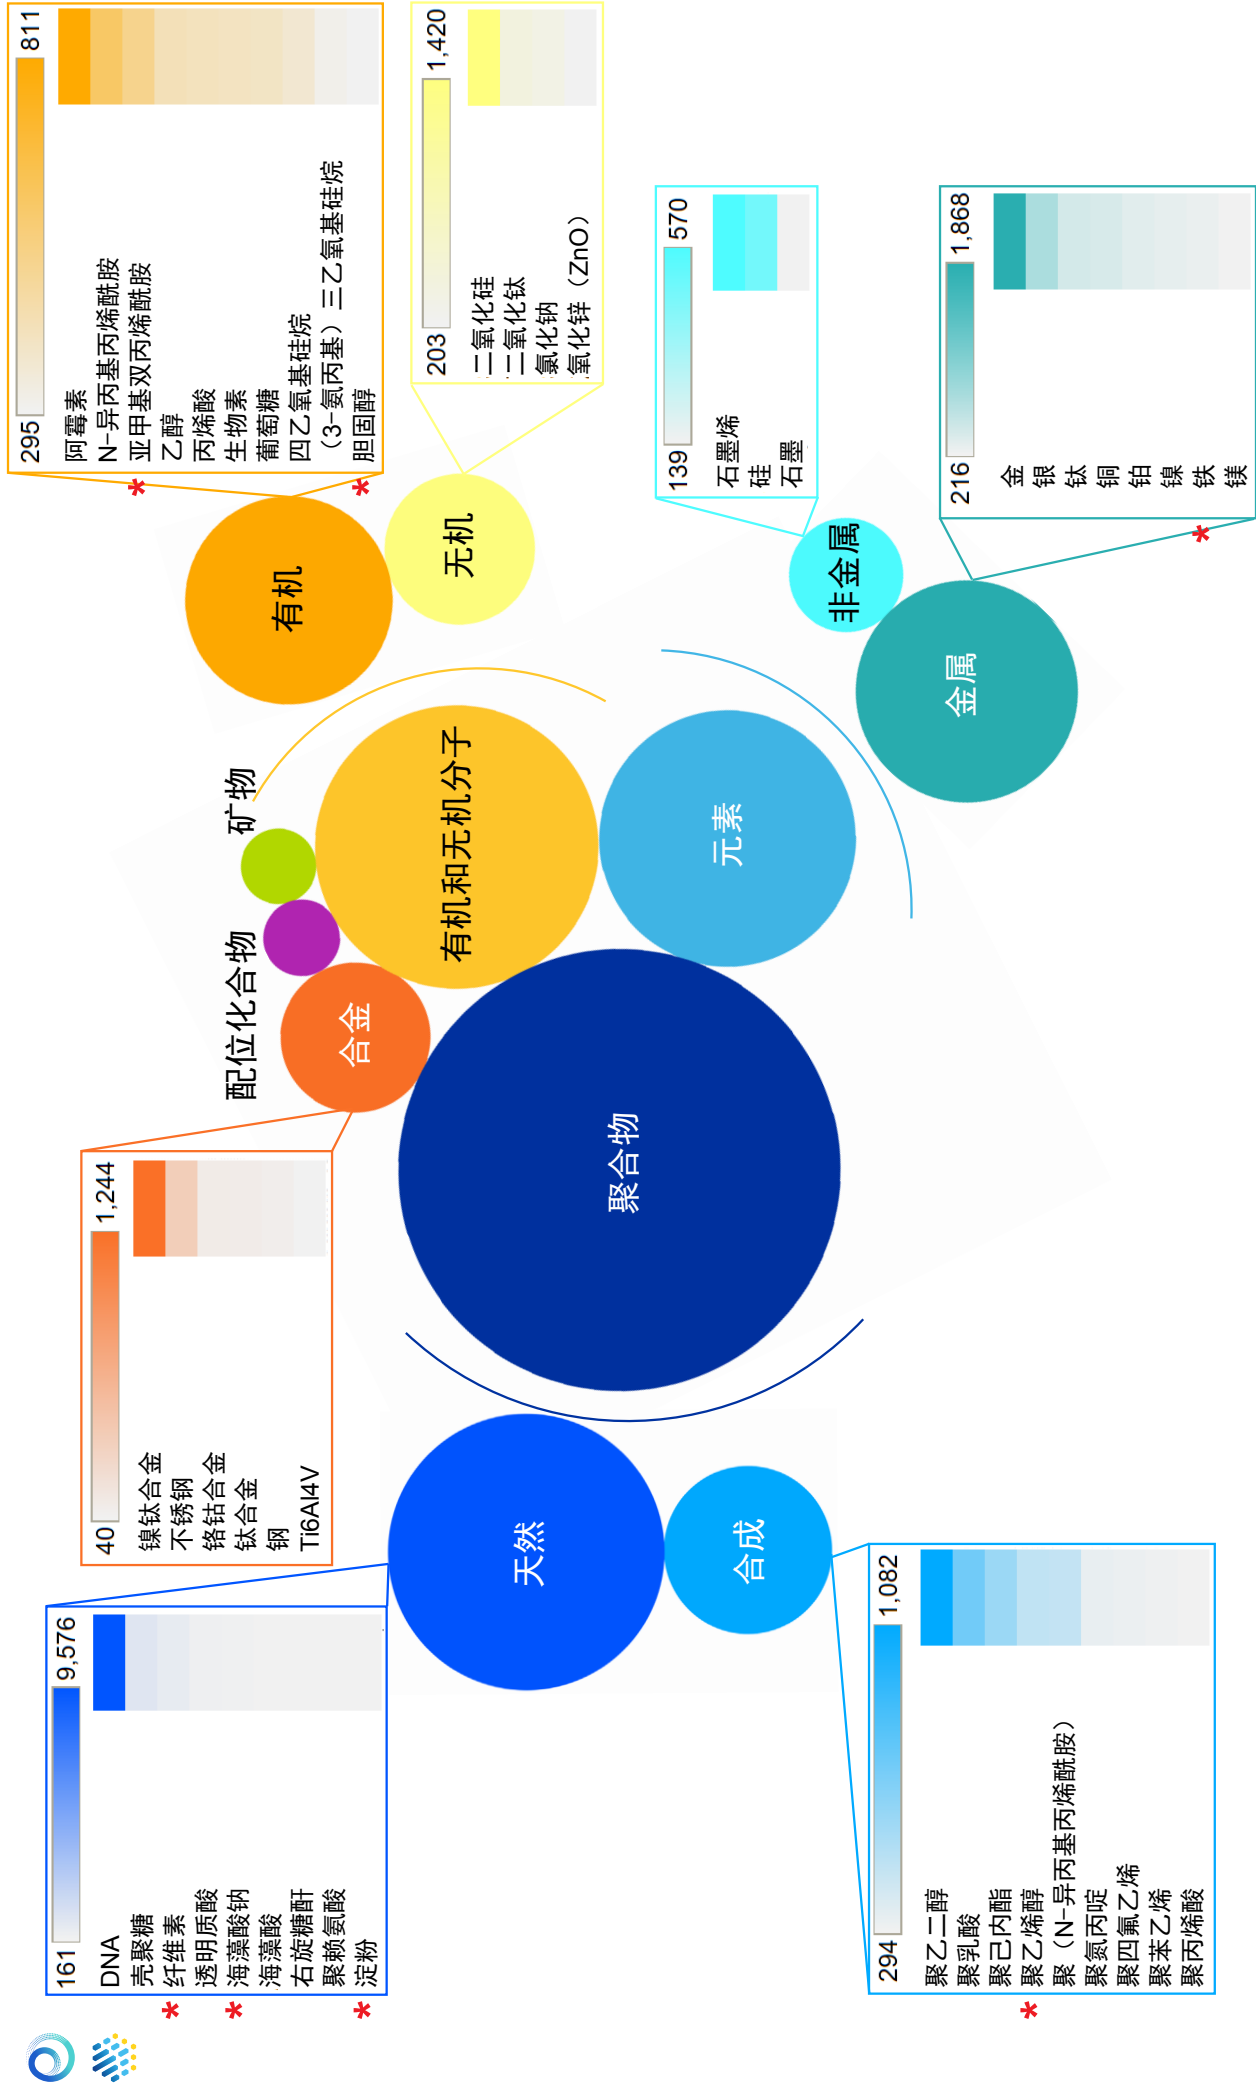 161 9,576
DNA
壳聚糖
纤维素
透明质酸
海藻酸钠
海藻酸
右旋糖酐
聚赖氨酸
淀粉
*
*
*
40 1,244
镍钛合金
不锈钢
铬钴合金
钛合金
钢
Ti6Al4V
295 811
阿霉素
N-异丙基丙烯酰胺
亚甲基双丙烯酰胺
乙醇
丙烯酸
生物素
葡萄糖
四乙氧基硅烷
（3-氨丙基）三乙氧基硅烷
胆固醇
*
*
配位化合物
矿物
合金
有机
203 1,420
二氧化硅
二氧化钛
氯化钠
氧化锌（ZnO）
无机
有机和无机分子
天然
聚合物
元素
合成
139 570
石墨烯
硅
石墨
非金属
294 1,082
聚乙二醇
聚乳酸
聚己内酯
聚乙烯醇
聚（N-异丙基丙烯酰胺）
聚氮丙啶
聚四氟乙烯
聚苯乙烯
聚丙烯酸
*
金属
216 1,868
金
银
钛
铜
铂
镍
铁
镁
*